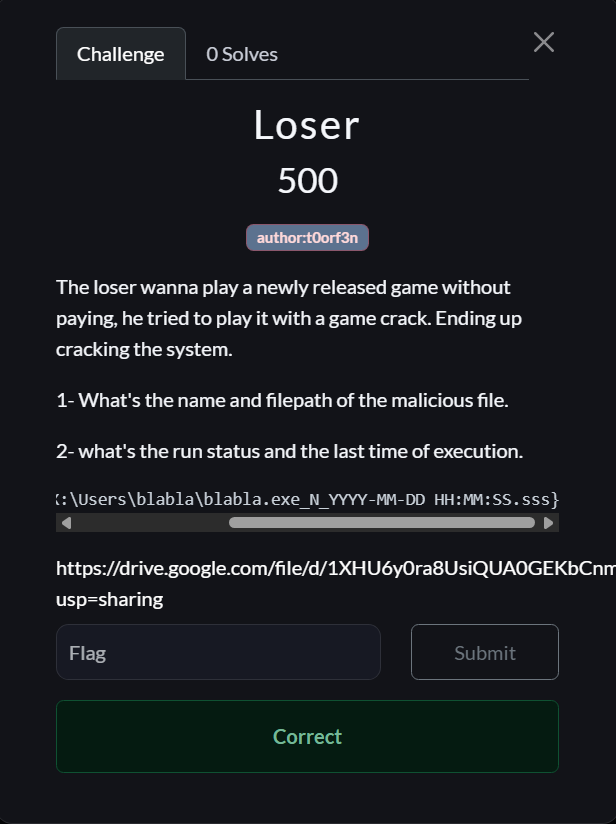 Challenge
0 Solves
Loser
500
author:t0orf3n
The loser wanna play a newly released game without
paying, he tried to play it with a game crack. Ending up
cracking the system.
1- What's the name and filepath of the malicious file.
2- what's the run status and the last time of execution.
:\Users\blabla\blabla.exe_N_YYYY-MM-DD HH:MM:SS.sss}
https://drive.google.com/file/d/1XHU6y0ra8UsiQUA0GEKbCnm
usp=sharing
Flag
Submit
Correct